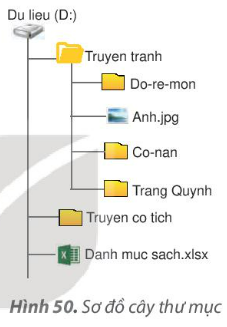 Du lieu (D:)
Truyen tranh
Do-re-mon
Anh.jpg
Co-nan
Trang Quynh
Truyen co tich
Danh muc sach.xlsx
Hình 50. Sơ đồ cây thư mục